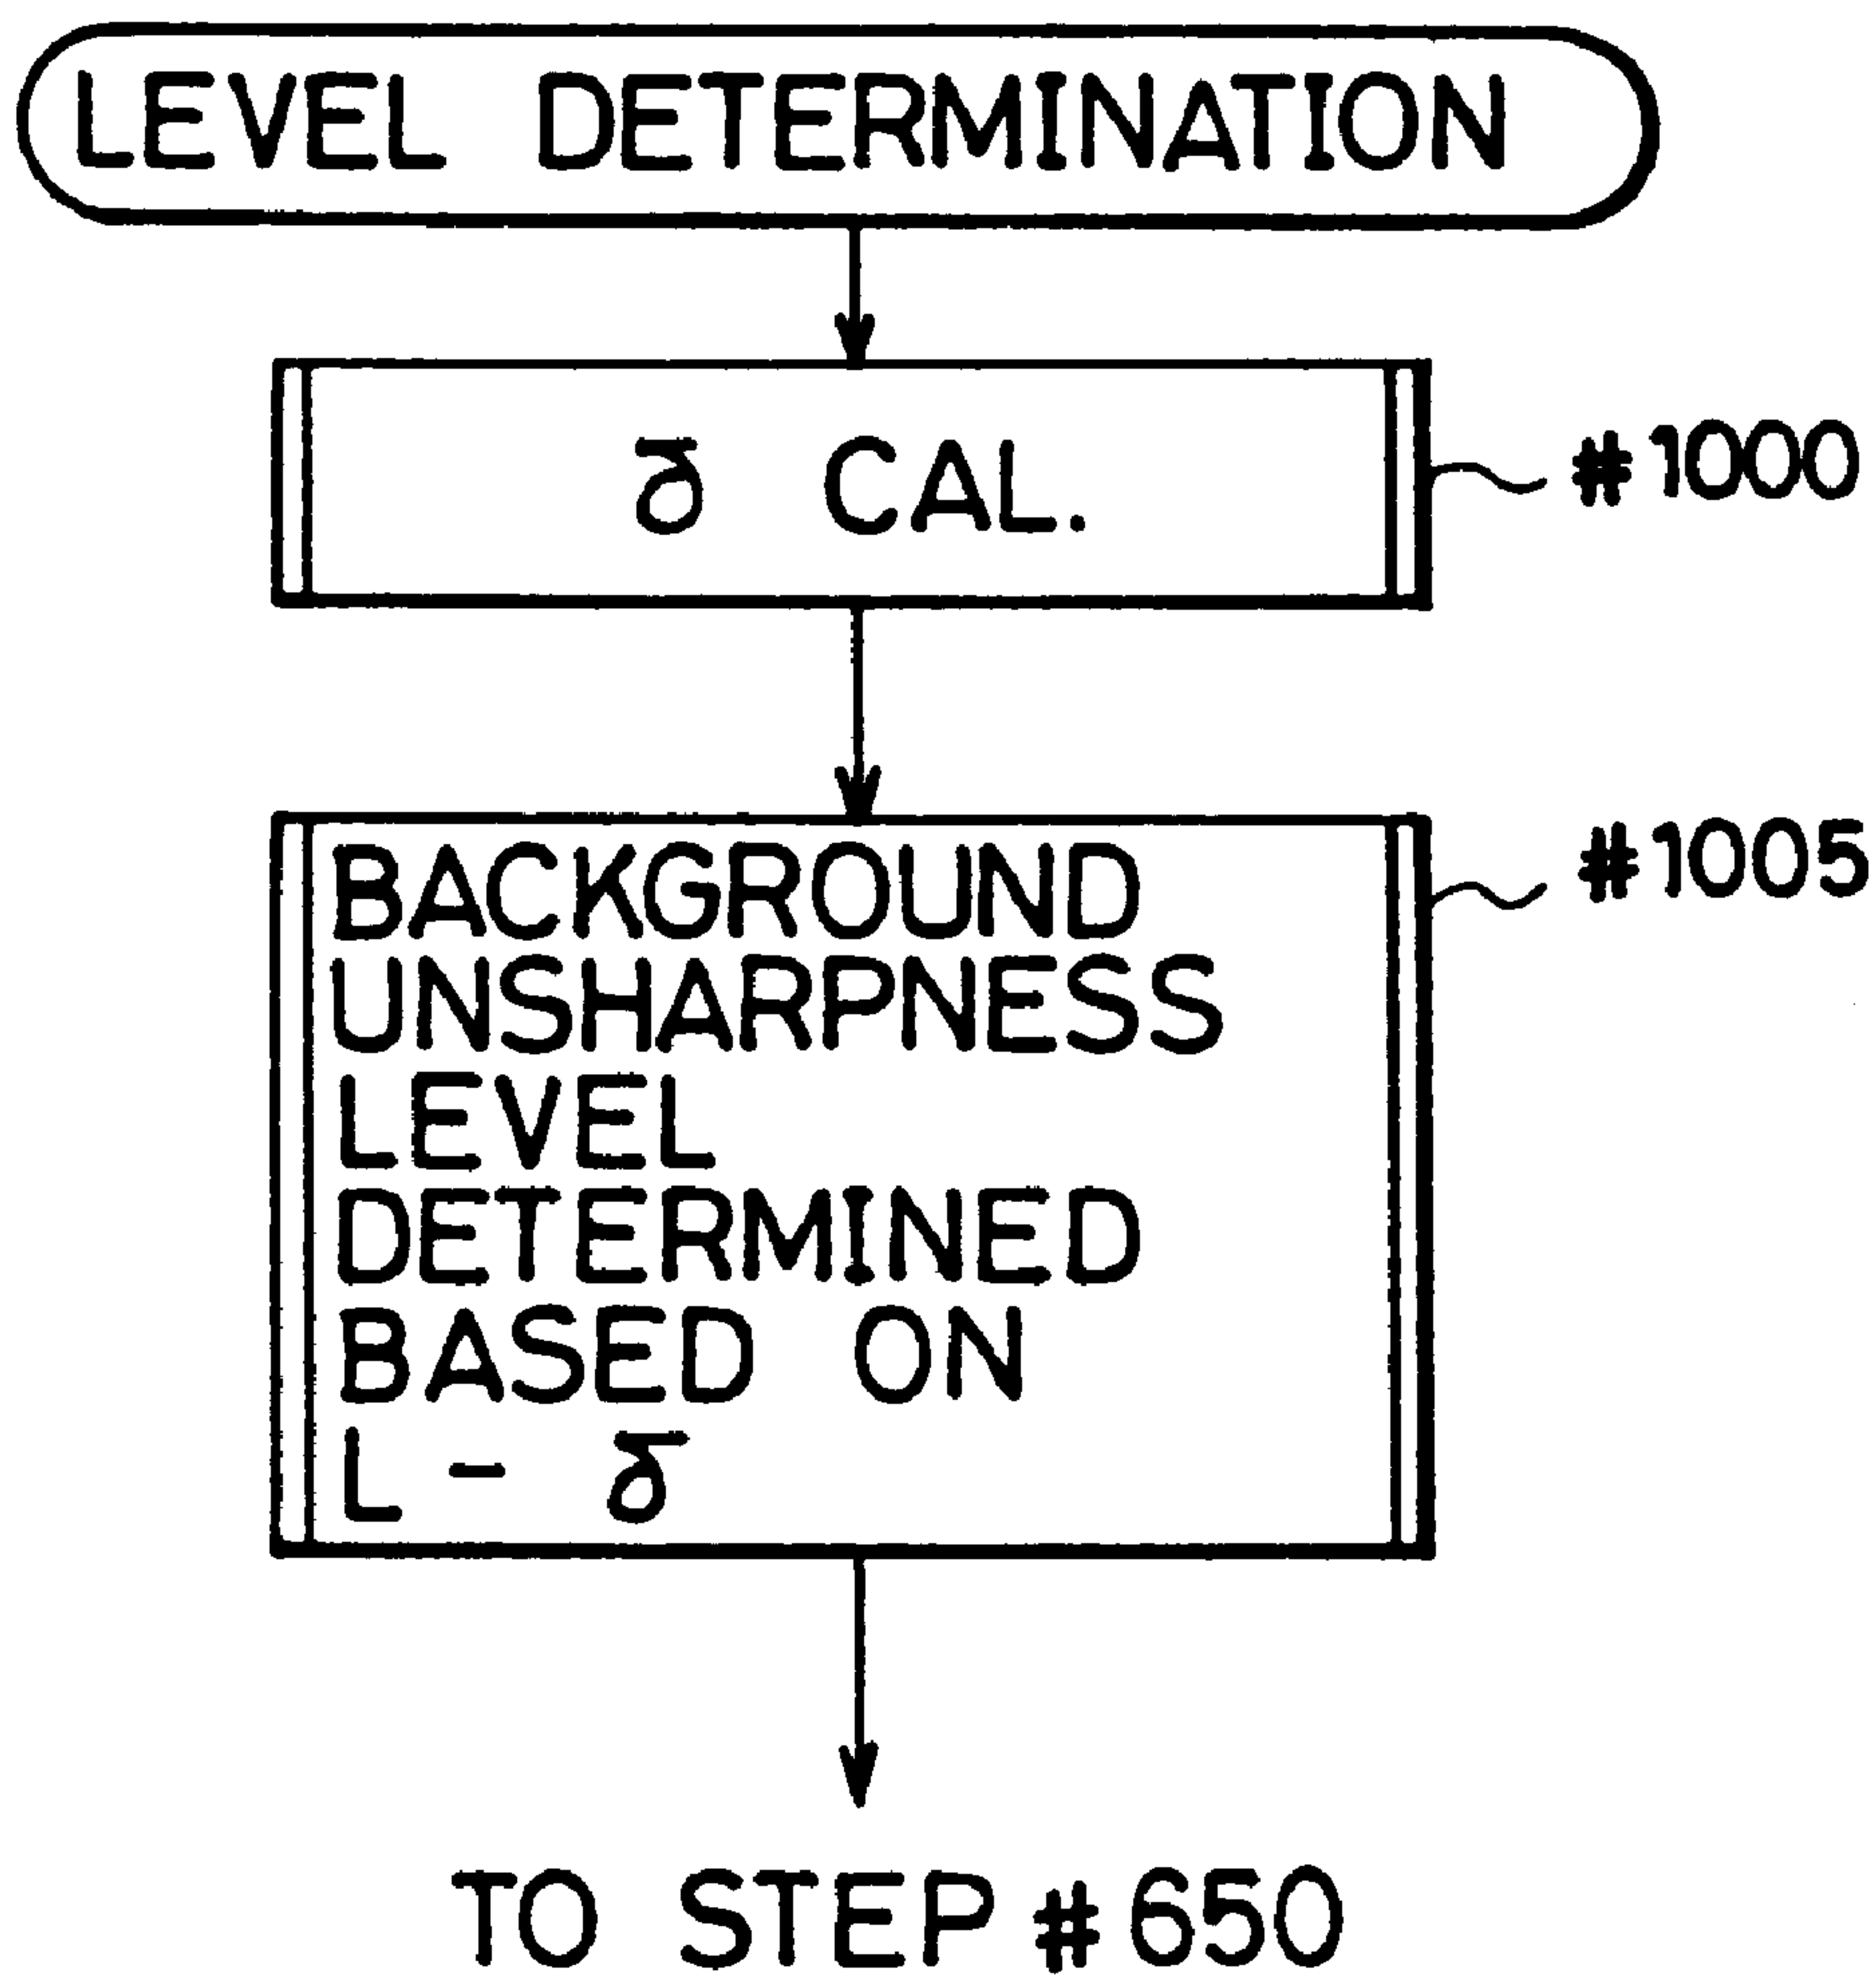 LEVEL DETERMINATION
δ CAL.
#1000
#1005
BACKGROUND
UNSHARPNESS
LEVEL
DETERMINED
BASED ON
L - δ
TO STEP #650